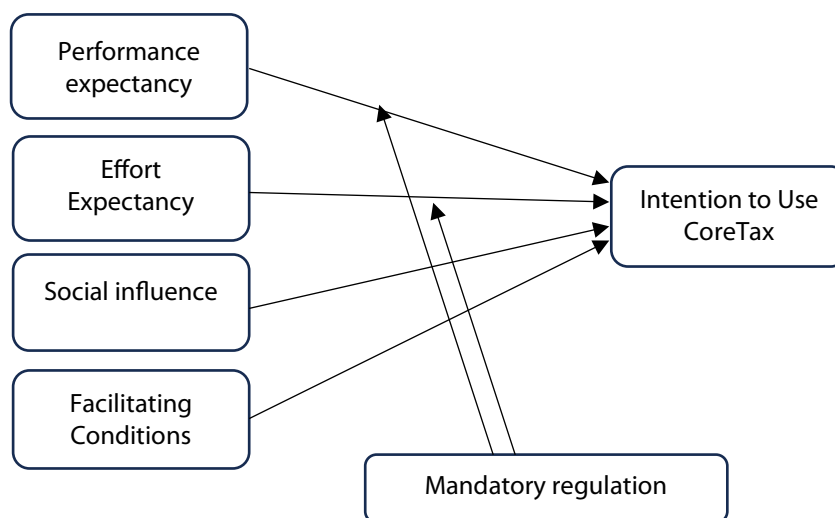 Performance
expectancy
Effort
Expectancy
Social influence
Facilitating
Conditions
Intention to Use
CoreTax
Mandatory regulation